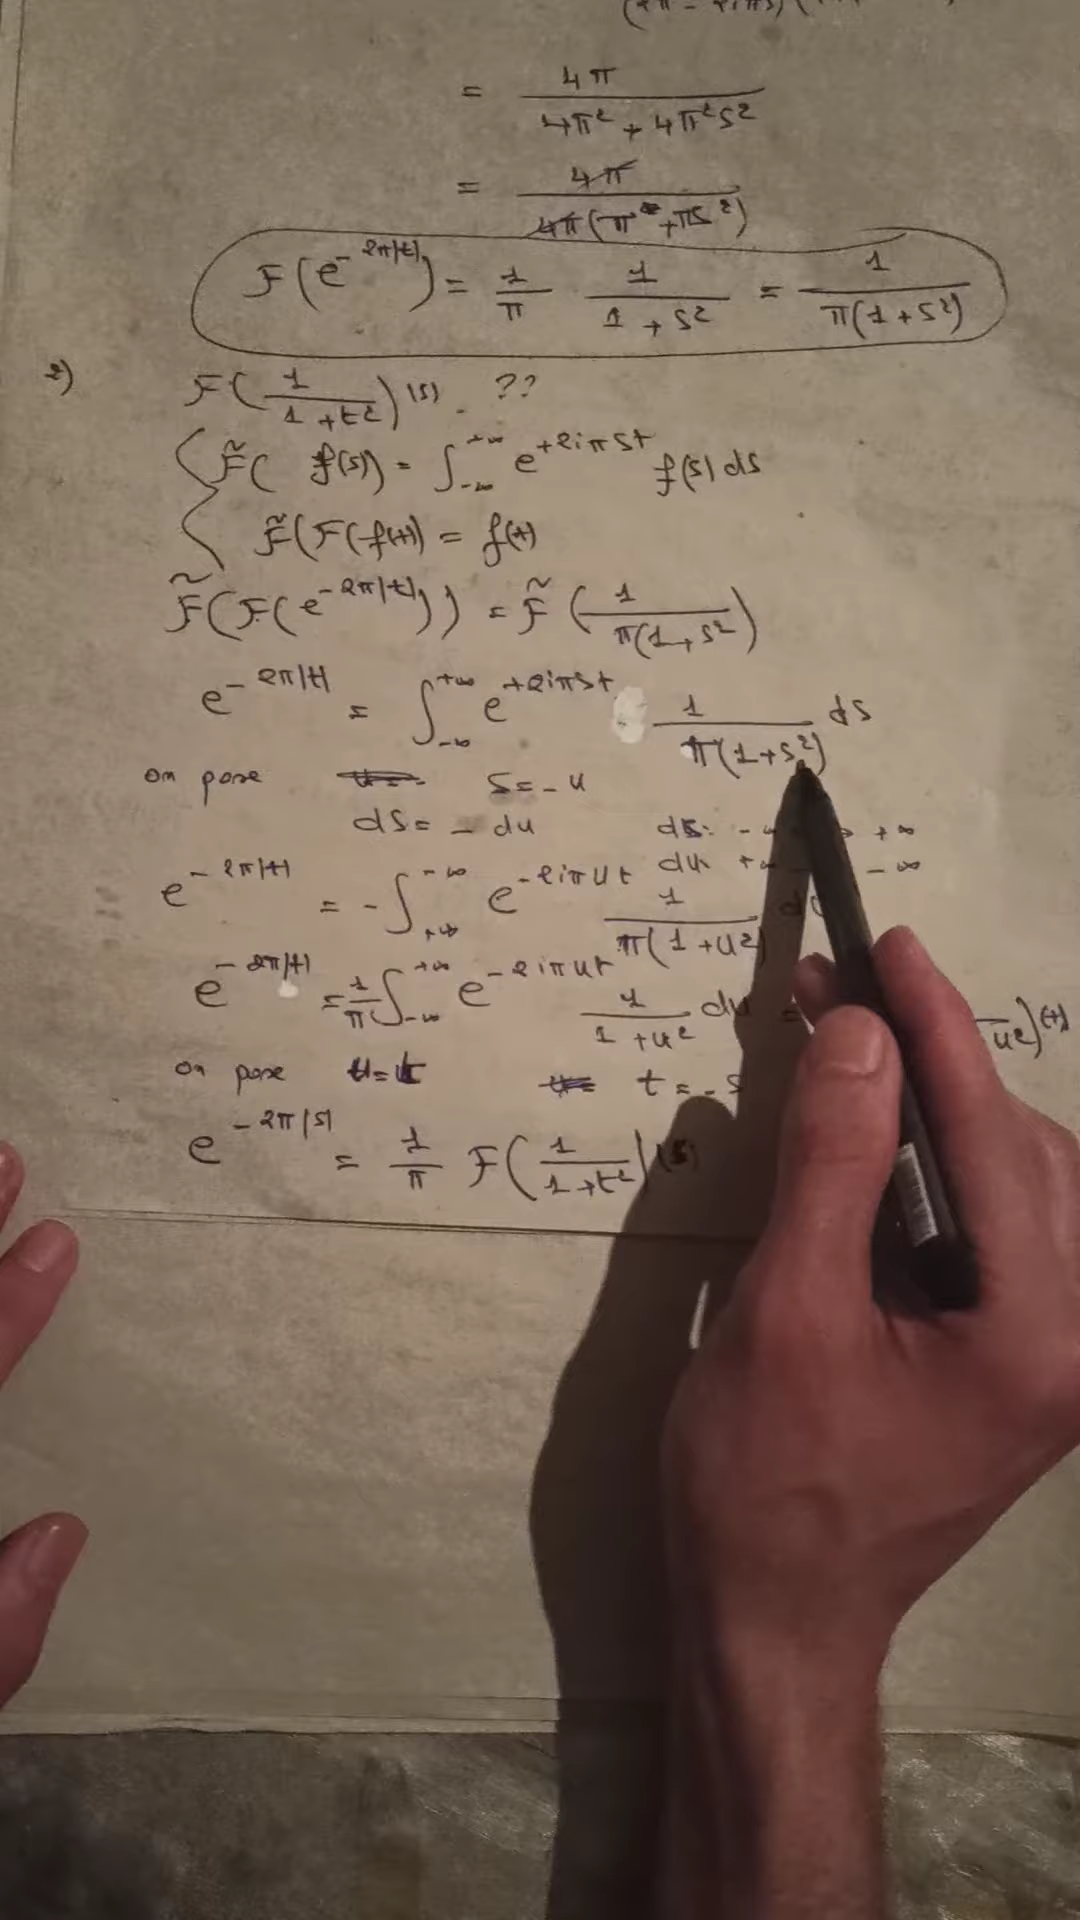 = 4π / (4π² + 4π²s²)
= 4π / (4π(π + πs²))
F(e^(-2π|t|)) = 1/π 1/(1+s²) = 1/(π(1+s²))
2) F(1/(1+t²))(s) . ??
F̃( f(s)) = ∫_{-∞}^{+∞} e^(+2iπst) f(s) ds
F̃(F(f(t)) = f(t)
F̃(F(e^(-2π|t|))) = F̃(1/(π(1+s²)))
e^(-2π|t|) = ∫_{-∞}^{+∞} e^(+2iπst) 1/(π(1+s²)) ds
on pose s = -u
ds = -du ds: +∞
du +∞ -∞
e^(-2π|t|) = -∫_{+∞}^{-∞} e^(-2iπut) 1/(π(1+u²))
e^(-2π|t|) = 1/π ∫_{-∞}^{+∞} e^(-2iπut) 1/(1+u²) du = u²)(t)
on pose t = -s
e^(-2π|s|) = 1/π F(1/(1+t²))(s)